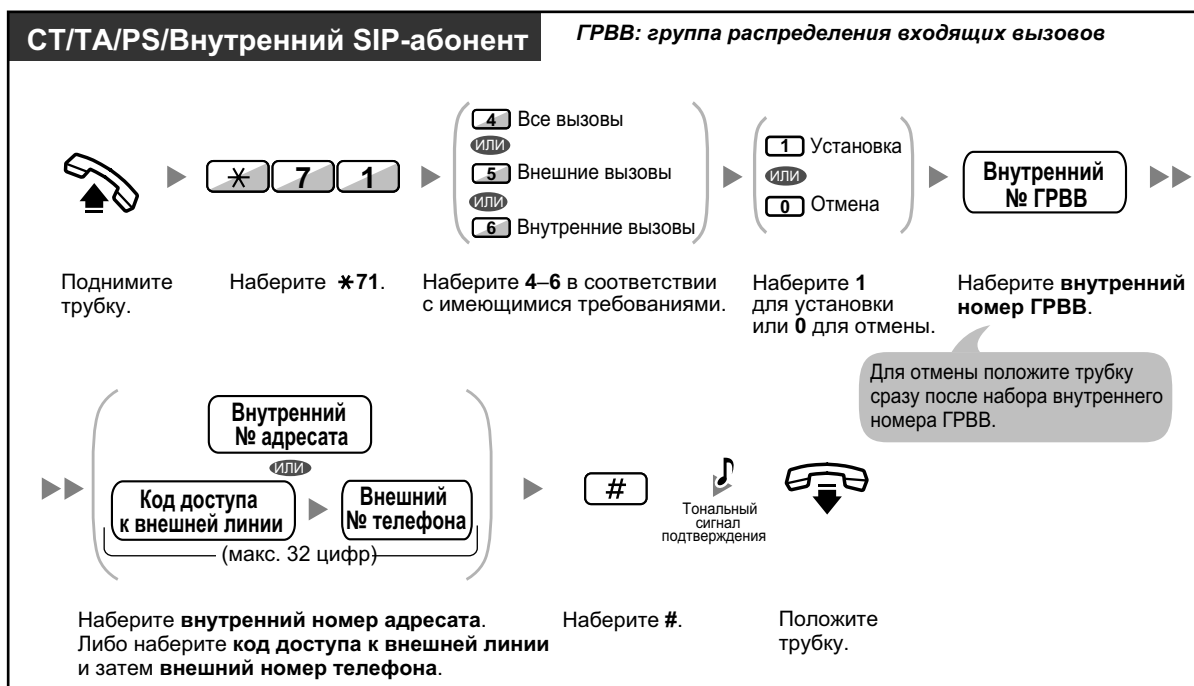 СТ/ТА/PS/Внутренний SIP-абонент
ГРВВ: группа распределения входящих вызовов
4 Все вызовы
ИЛИ
5 Внешние вызовы
ИЛИ
6 Внутренние вызовы
1 Установка
ИЛИ
0 Отмена
* 7 1
Внутренний
№ ГРВВ
Поднимите
трубку.
Наберите *71.
Наберите 4–6 в соответствии
с имеющимися требованиями.
Наберите 1
для установки
или 0 для отмены.
Наберите внутренний
номер ГРВВ.
Для отмены положите трубку
сразу после набора внутреннего
номера ГРВВ.
Внутренний
№ адресата
ИЛИ
Код доступа
к внешней линии
Внешний
№ телефона
(макс. 32 цифр)
#
Тональный
сигнал
подтверждения
Наберите внутренний номер адресата.
Либо наберите код доступа к внешней линии
и затем внешний номер телефона.
Наберите #.
Положите
трубку.